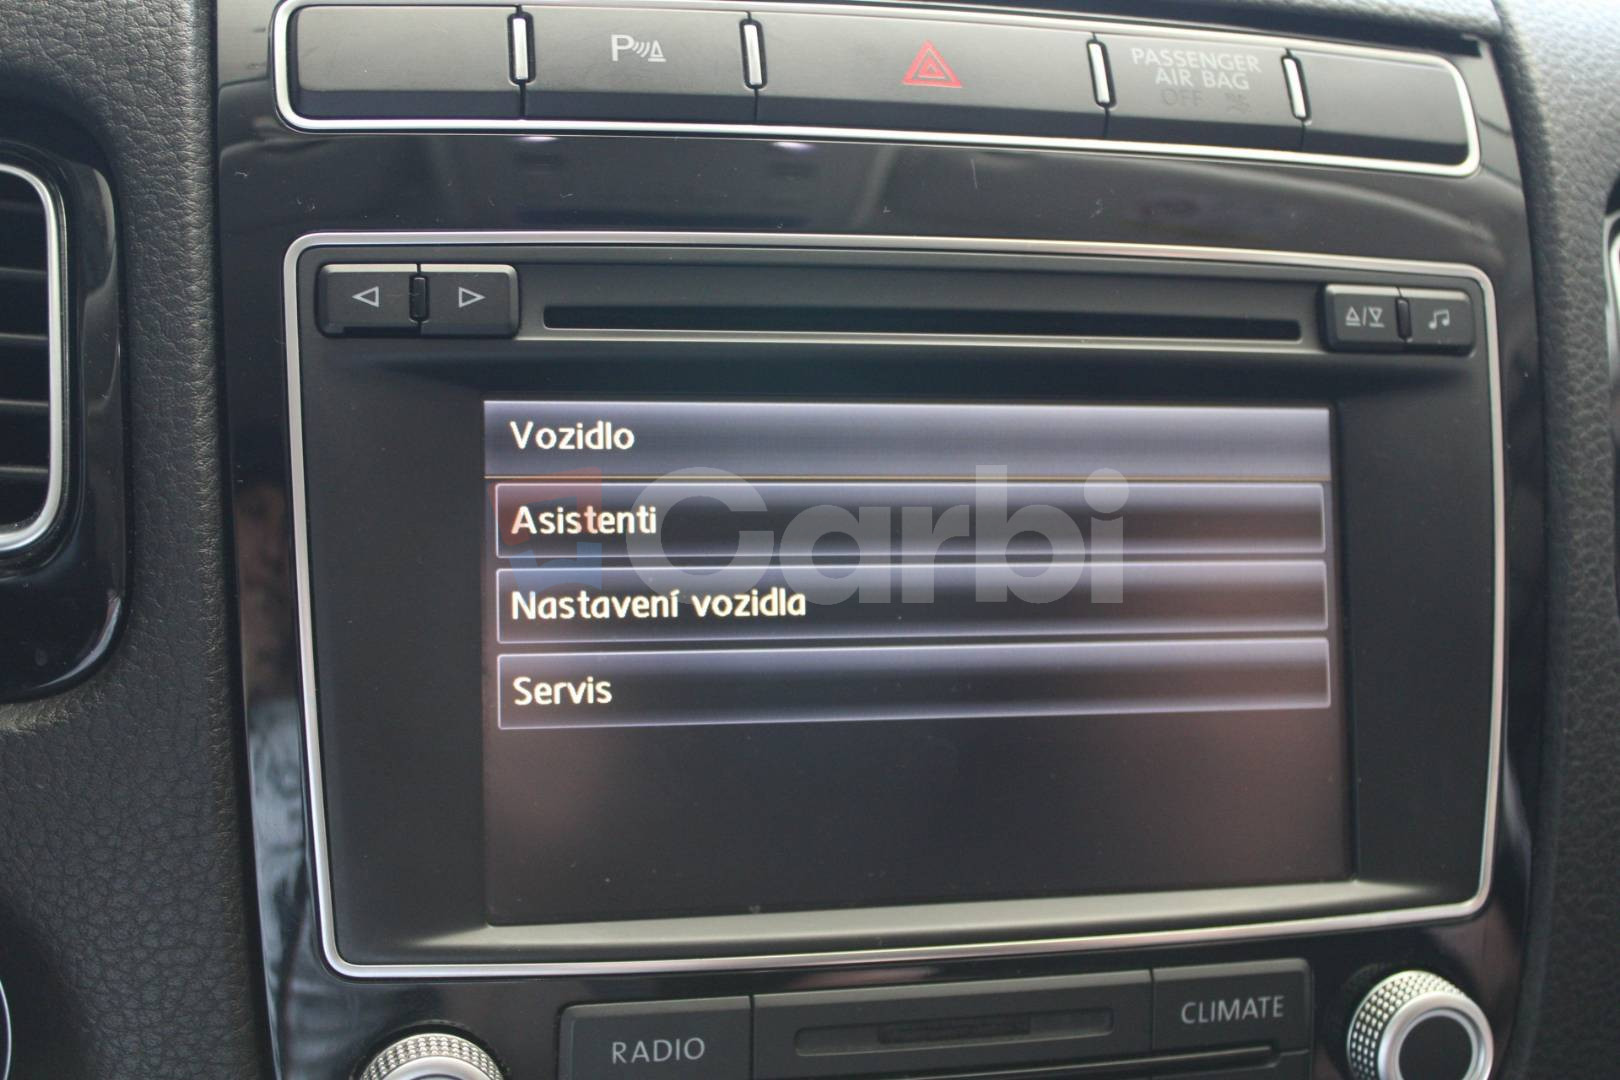 P
PASSENGER
AIR BAG
OFF
Vozidlo
Asistenti
Nastavení vozidla
Servis
Carbi
RADIO
CLIMATE